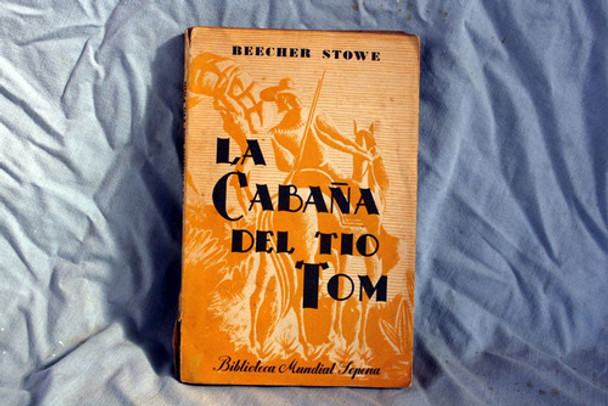 BEECHER STOWE
LA
CABAÑA
DEL TIO
TOM
Biblioteca Mundial Sopena